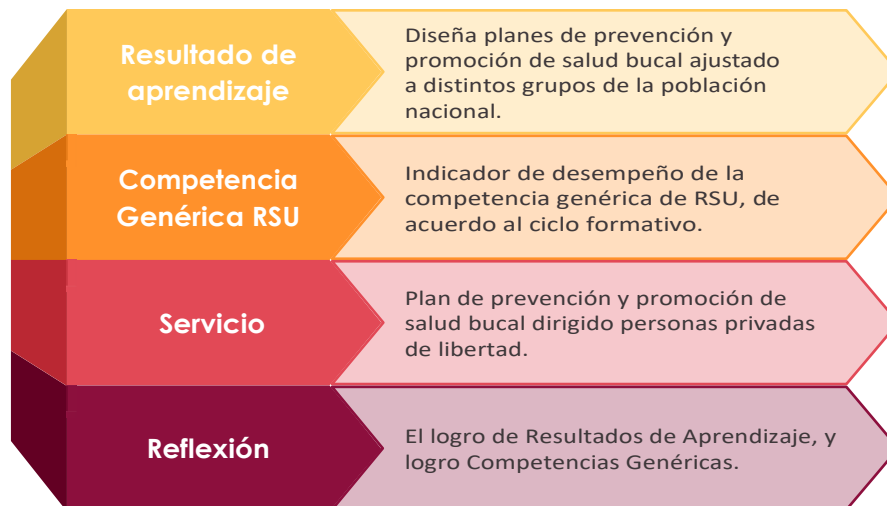 Resultado de
aprendizaje
Diseña planes de prevención y
promoción de salud bucal ajustado
a distintos grupos de la población
nacional.
Competencia
Genérica RSU
Indicador de desempeño de la
competencia genérica de RSU, de
acuerdo al ciclo formativo.
Servicio
Plan de prevención y promoción de
salud bucal dirigido personas privadas
de libertad.
Reflexión
El logro de Resultados de Aprendizaje, y
logro Competencias Genéricas.